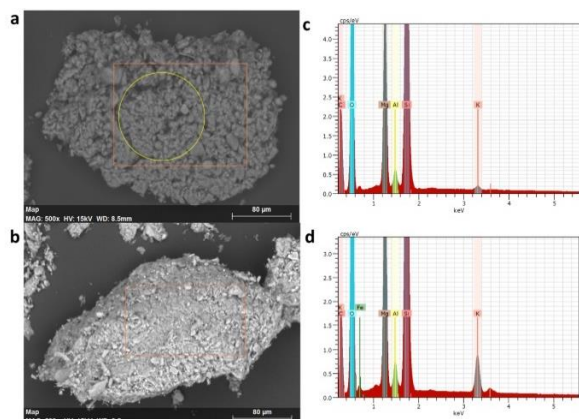 a
Map
MAG: 500x HV: 15kV WD: 8.5mm
80 µm
b
Map
80 µm
c
cps/eV
4.0
3.5
3.0
2.5
2.0
1.5
1.0
0.5
0.0
K
C O Mg Al Si K
1 2 3 4 5
keV
d
cps/eV
3.0
2.5
2.0
1.5
1.0
0.5
0.0
K Fe
C O Mg Al Si K
1 2 3 4 5
keV